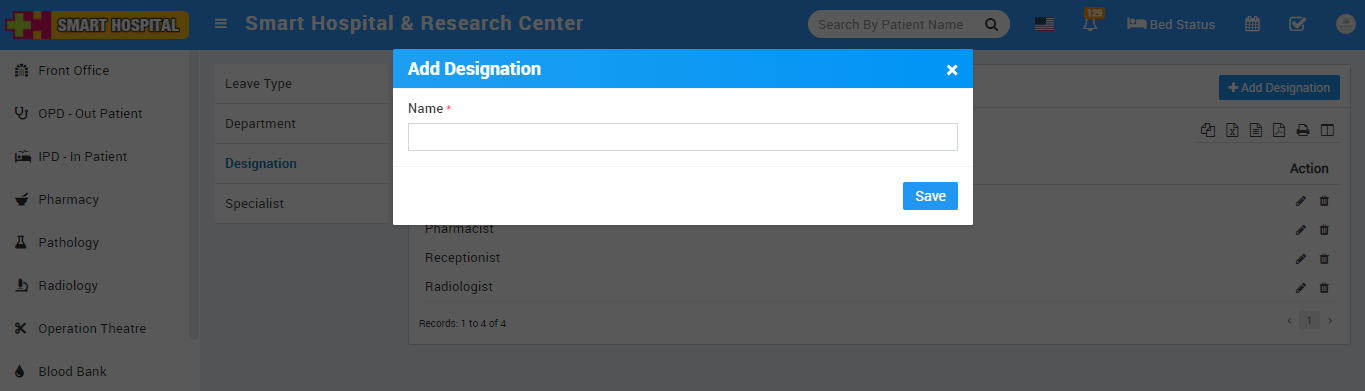 SMART HOSPITAL
Smart Hospital & Research Center
Search By Patient Name
129
Bed Status
Front Office
OPD - Out Patient
IPD - In Patient
Pharmacy
Pathology
Radiology
Operation Theatre
Blood Bank
Leave Type
Department
Designation
Specialist
Add Designation
×
Name *
Save
Add Designation
Action
Pharmacist
Receptionist
Radiologist
Records: 1 to 4 of 4
‹ 1 ›